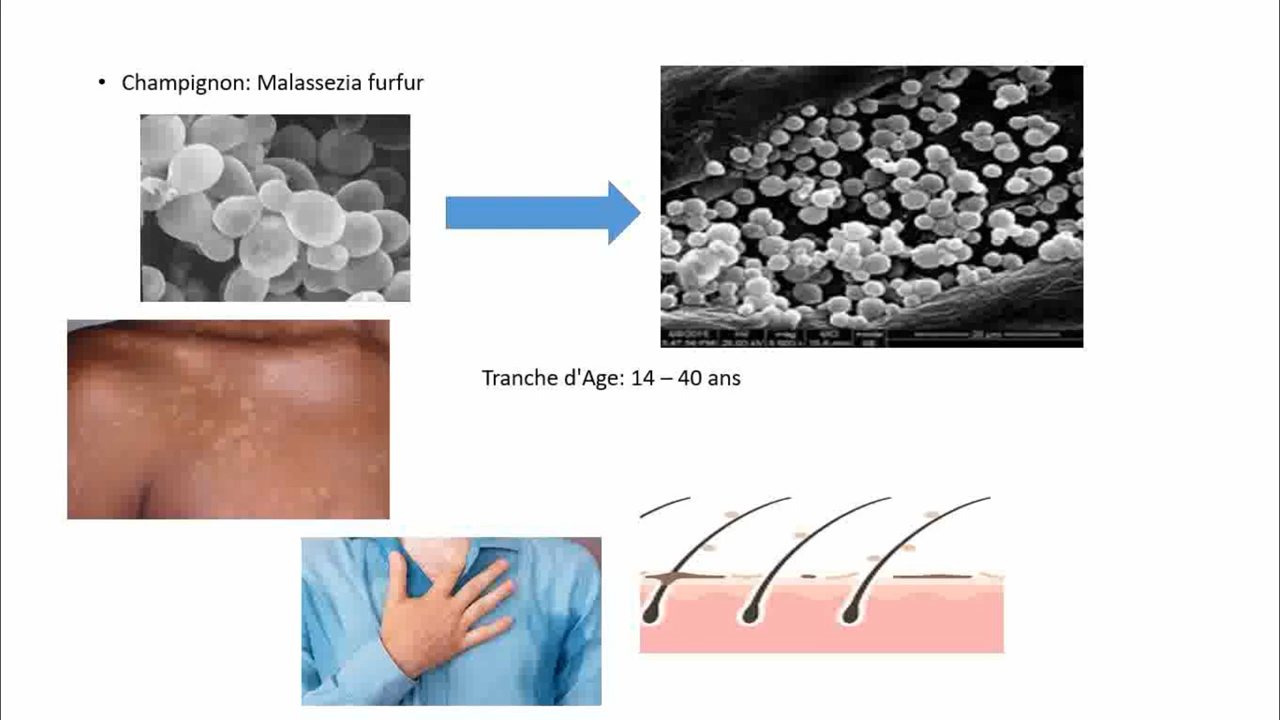 • Champignon: Malassezia furfur
Tranche d'Age: 14 – 40 ans